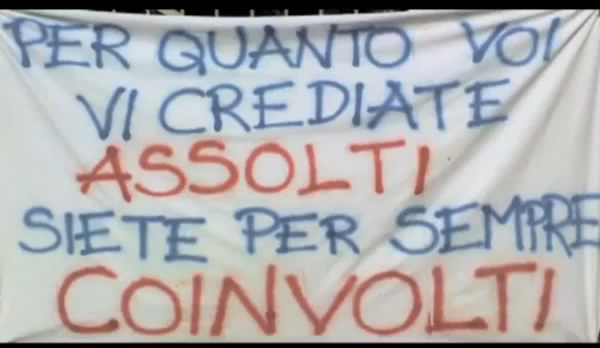 PER QUANTO VOI
VI CREDIATE
ASSOLTI
SIETE PER SEMPRE
COINVOLTI